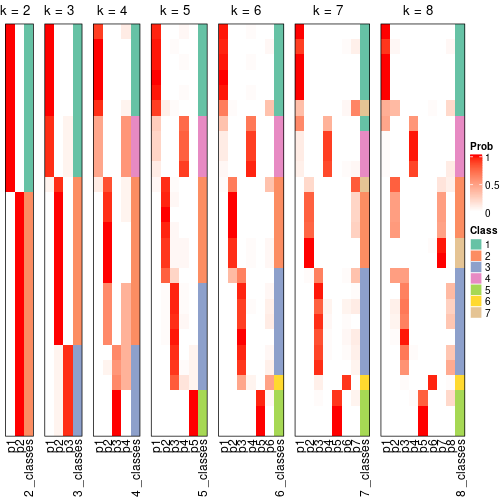 k = 2 k = 3 k = 4 k = 5 k = 6 k = 7 k = 8
Prob
1
0.5
0
Class
1
2
3
4
5
6
7
p1 p2 2_classes p1 p2 p3 3_classes p1 p2 p3 p4 4_classes p1 p2 p3 p4 p5 5_classes p1 p2 p3 p4 p5 p6 6_classes p1 p2 p3 p4 p5 p6 p7 7_classes p1 p2 p3 p4 p5 p6 p7 p8 8_classes